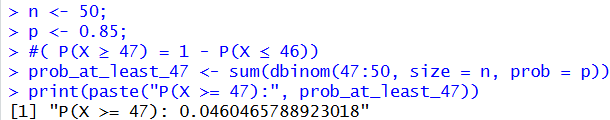 > n <- 50;
> p <- 0.85;
> #( P(X ≥ 47) = 1 - P(X ≤ 46))
> prob_at_least_47 <- sum(dbinom(47:50, size = n, prob = p))
> print(paste("P(X >= 47):", prob_at_least_47))
[1] "P(X >= 47): 0.0460465788923018"